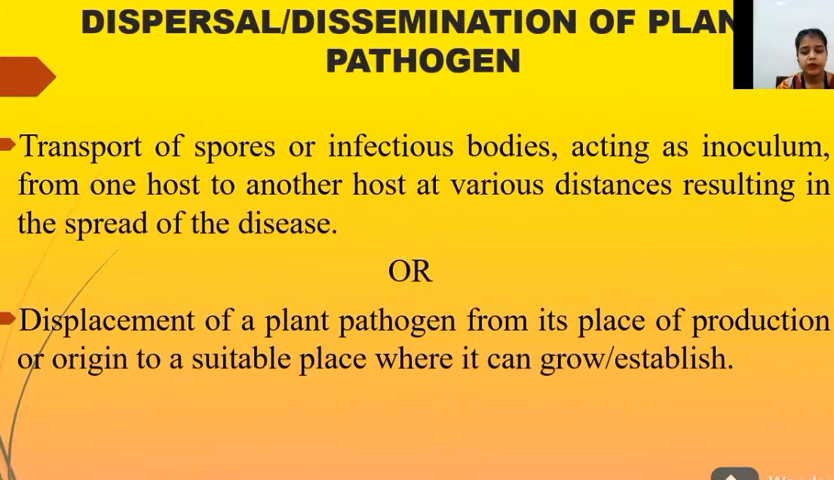 DISPERSAL/DISSEMINATION OF PLAN
PATHOGEN
Transport of spores or infectious bodies, acting as inoculum,
from one host to another host at various distances resulting in
the spread of the disease.
OR
Displacement of a plant pathogen from its place of production
or origin to a suitable place where it can grow/establish.